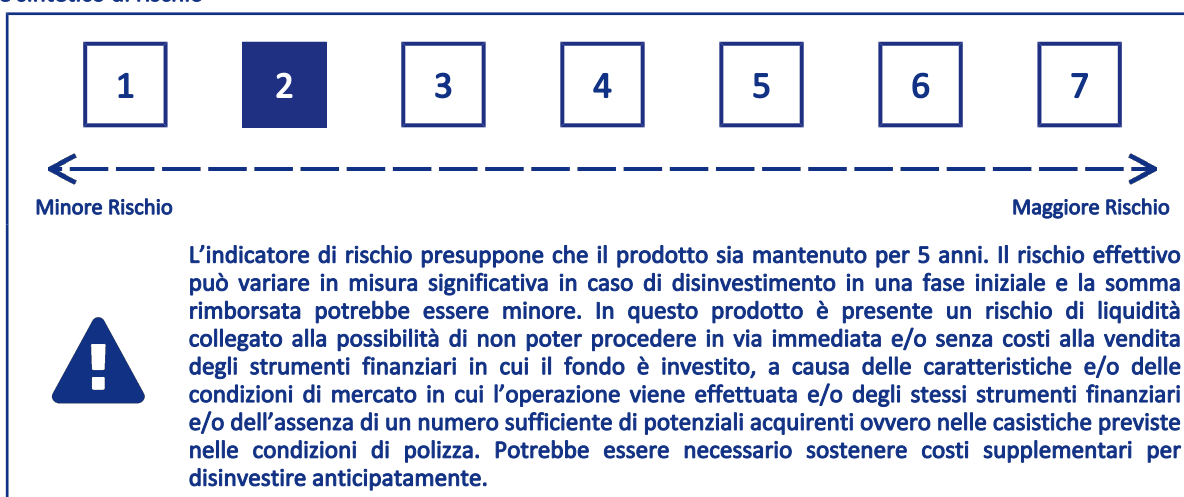 1 2 3 4 5 6 7
Minore Rischio Maggiore Rischio
L'indicatore di rischio presuppone che il prodotto sia mantenuto per 5 anni. Il rischio effettivo
può variare in misura significativa in caso di disinvestimento in una fase iniziale e la somma
rimborsata potrebbe essere minore. In questo prodotto è presente un rischio di liquidità
collegato alla possibilità di non poter procedere in via immediata e/o senza costi alla vendita
degli strumenti finanziari in cui il fondo è investito, a causa delle caratteristiche e/o delle
condizioni di mercato in cui l'operazione viene effettuata e/o degli stessi strumenti finanziari
e/o dell'assenza di un numero sufficiente di potenziali acquirenti ovvero nelle casistiche previste
nelle condizioni di polizza. Potrebbe essere necessario sostenere costi supplementari per
disinvestire anticipatamente.